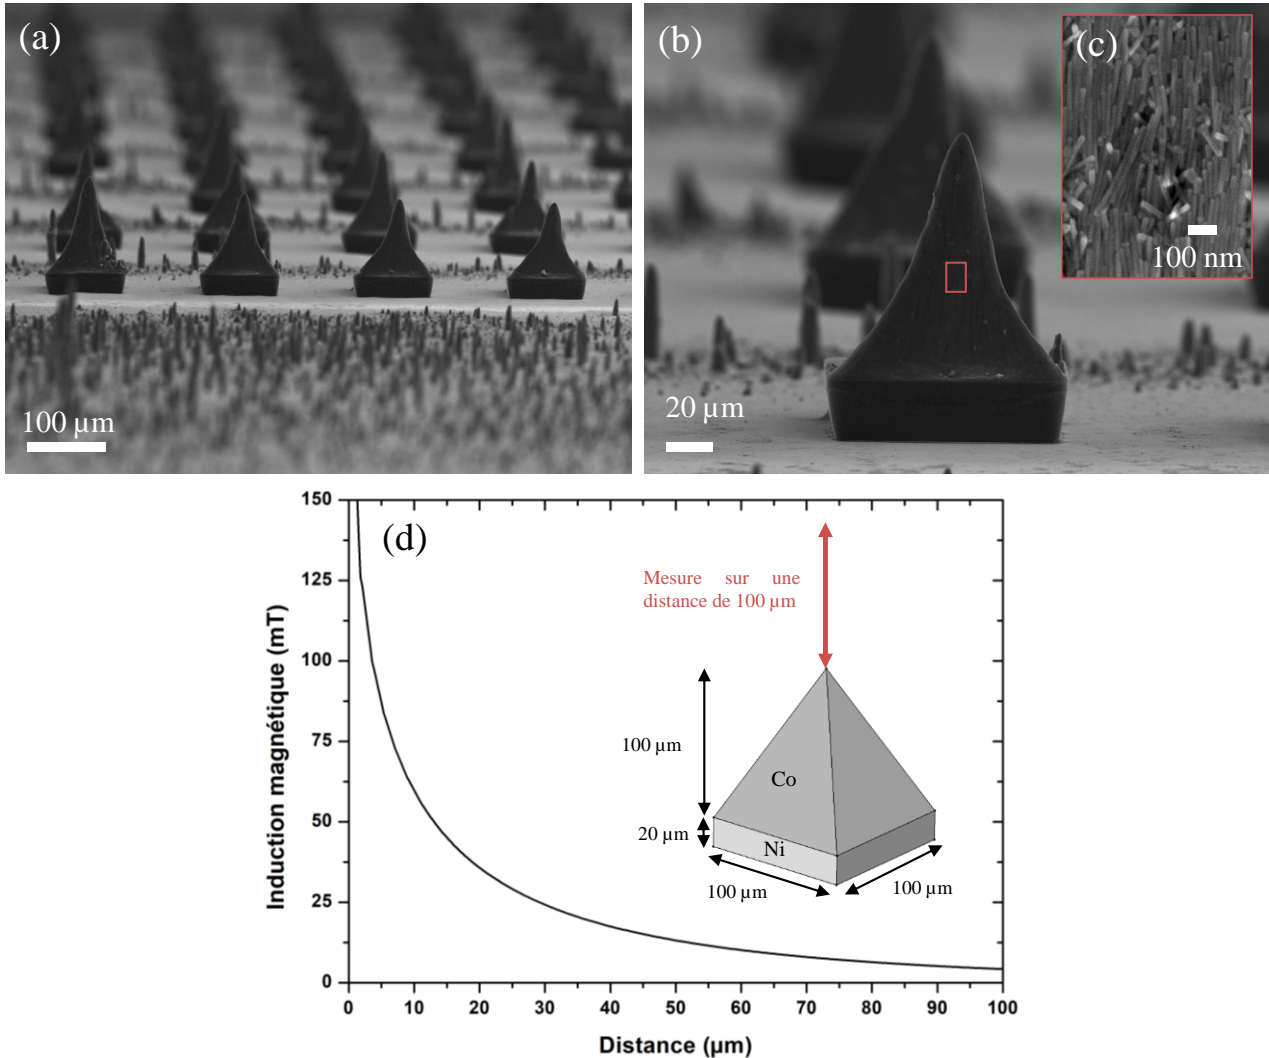 (a)
100 µm
(b)
20 µm
(c)
100 nm
(d)
Induction magnétique (mT)
150
125
100
75
50
25
0
0 10 20 30 40 50 60 70 80 90 100
Distance (µm)
Mesure sur une
distance de 100 µm
100 µm
Co
20 µm
Ni
100 µm
100 µm